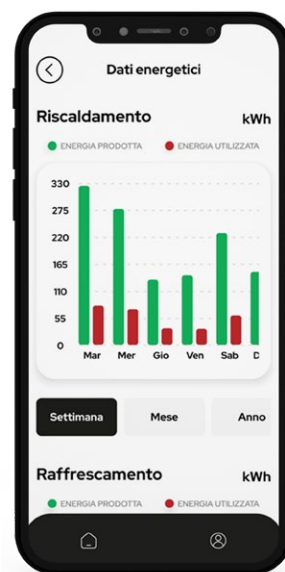 Dati energetici
Riscaldamento kWh
ENERGIA PRODOTTA ENERGIA UTILIZZATA
330
275
220
165
110
55
0
Mar Mer Gio Ven Sab D
Settimana Mese Anno
Raffrescamento kWh
ENERGIA PRODOTTA ENERGIA UTILIZZATA